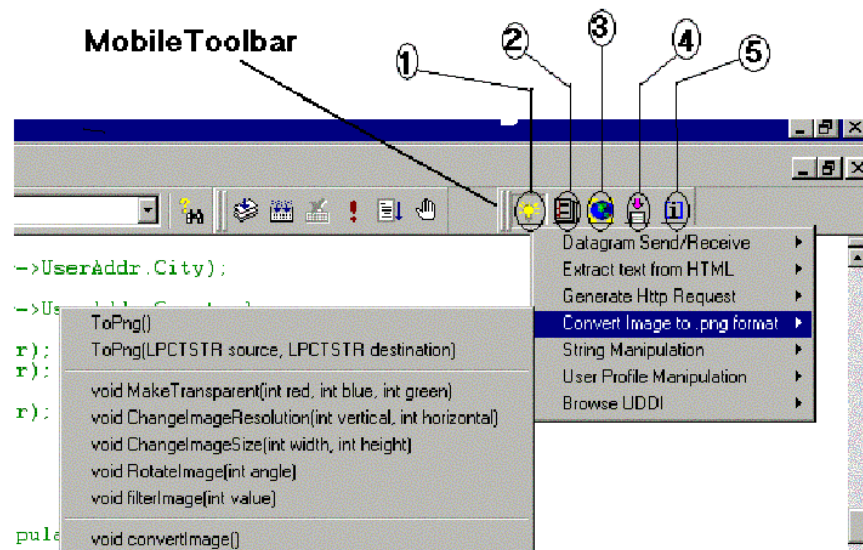 MobileToolbar
1
2
3
4
5
Datagram Send/Receive
Extract text from HTML
Generate Http Request
Convert Image to .png format
String Manipulation
User Profile Manipulation
Browse UDDI
->UserAddr.City);
r);
r);
r);
pula
ToPng()
ToPng(LPCTSTR source, LPCTSTR destination)
void MakeTransparent(int red, int blue, int green)
void ChangeImageResolution(int vertical, int horizontal)
void ChangeImageSize(int width, int height)
void RotateImage(int angle)
void filterImage(int value)
void convertImage()